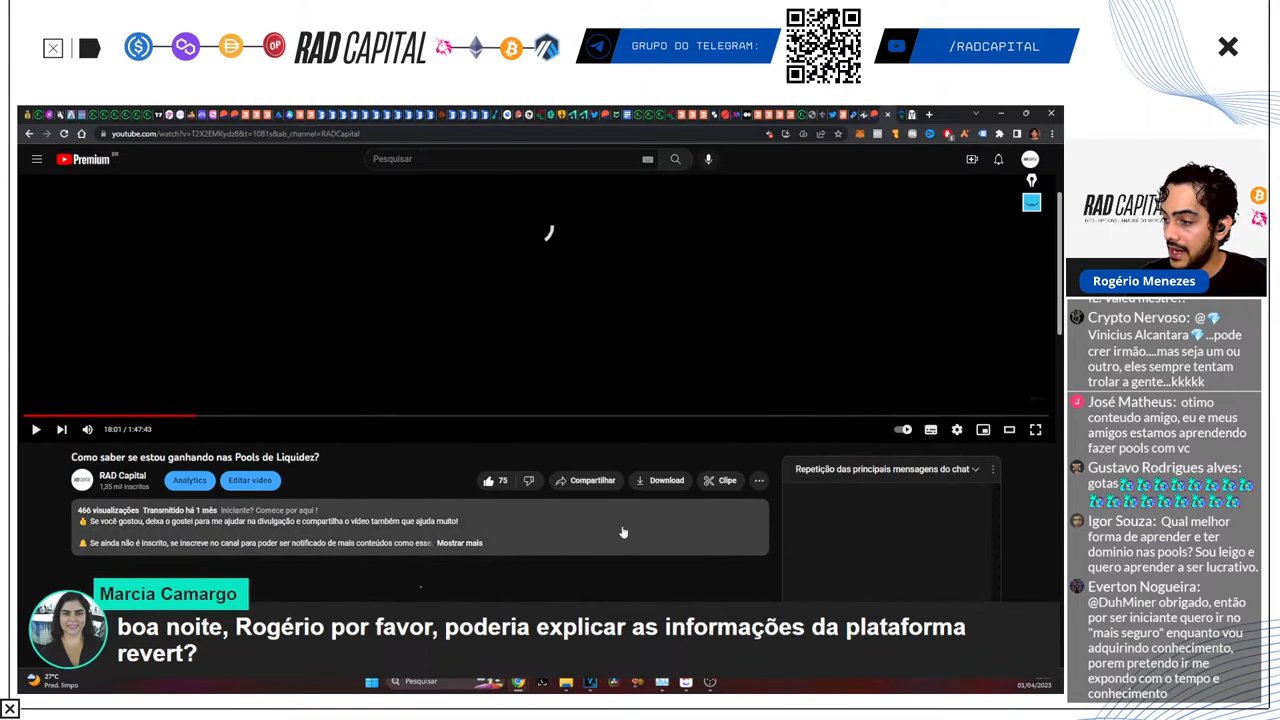 RAD CAPITAL
GRUPO DO TELEGRAM:
/RADCAPITAL
youtube.com/watch?v=T2X2EMKydz8&t=1081s&ab_channel=RADCapital
Premium BR
Pesquisar
18:01 / 1:47:43
Como saber se estou ganhando nas Pools de Liquidez?
RAD Capital
1,35 mil inscritos
Analytics
Editar vídeo
75
Compartilhar
Download
Clipe
466 visualizações Transmitido há 1 mês Iniciante? Comece por aqui !
Se você gostou, deixa o gostei para me ajudar na divulgação e compartilha o vídeo também que ajuda muito!
Se ainda não é inscrito, se inscreve no canal para poder ser notificado de mais conteúdos como esse. Mostrar mais
Repetição das principais mensagens do chat
Marcia Camargo
boa noite, Rogério por favor, poderia explicar as informações da plataforma
revert?
27°C
Pred. limpo
Pesquisar
01/04/2023
RAD CAPITAL
Rogério Menezes
Crypto Nervoso: @💎
Vinicius Alcantara💎...pode
crer irmão....mas seja um ou
outro, eles sempre tentam
trolar a gente...kkkkk
José Matheus: otimo
conteudo amigo, eu e meus
amigos estamos aprendendo
fazer pools com vc
Gustavo Rodrigues alves:
gotas
Igor Souza: Qual melhor
forma de aprender e ter
dominio nas pools? Sou leigo e
quero aprender a ser lucrativo.
Everton Nogueira:
@DuhMiner obrigado, então
por ser iniciante quero ir no
"mais seguro" enquanto vou
adquirindo conhecimento,
porem pretendo ir me
expondo com o tempo e
conhecimento